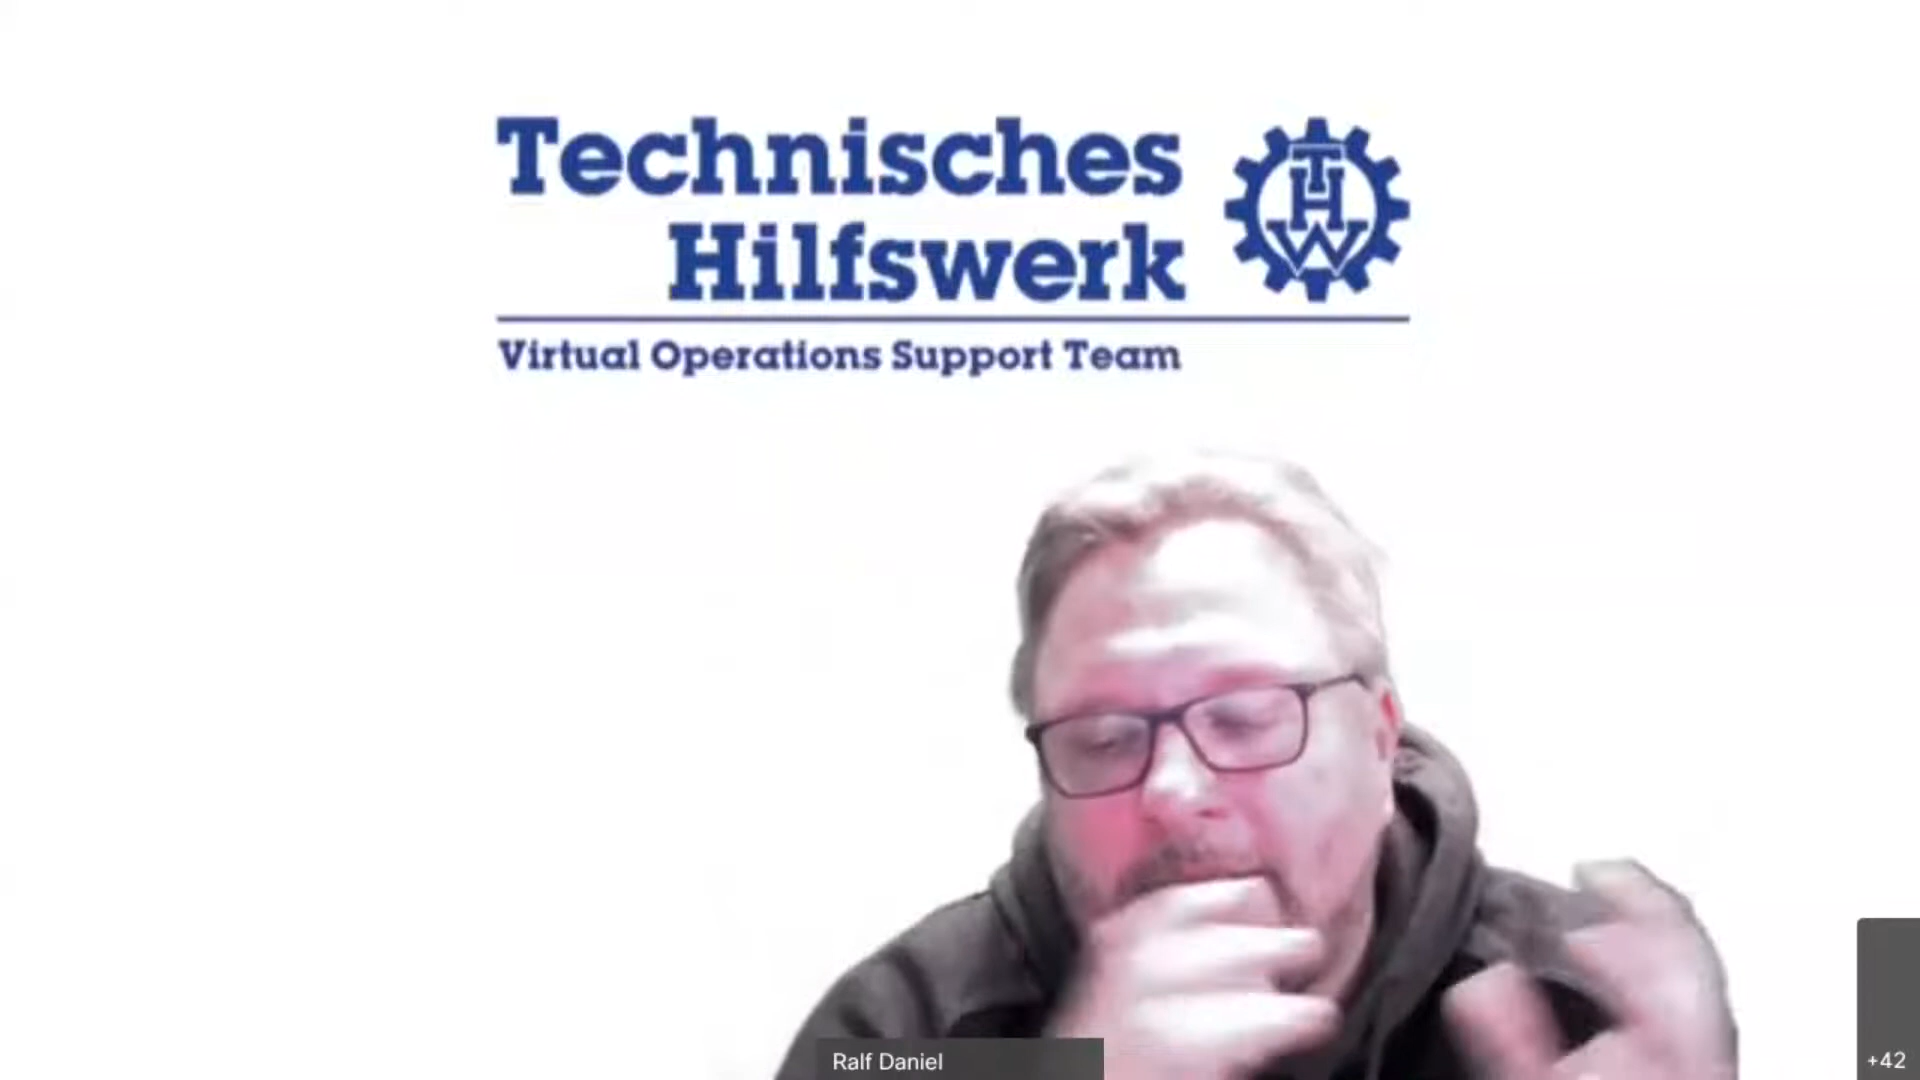 Technisches
Hilfswerk
THW
Virtual Operations Support Team
Ralf Daniel
+42